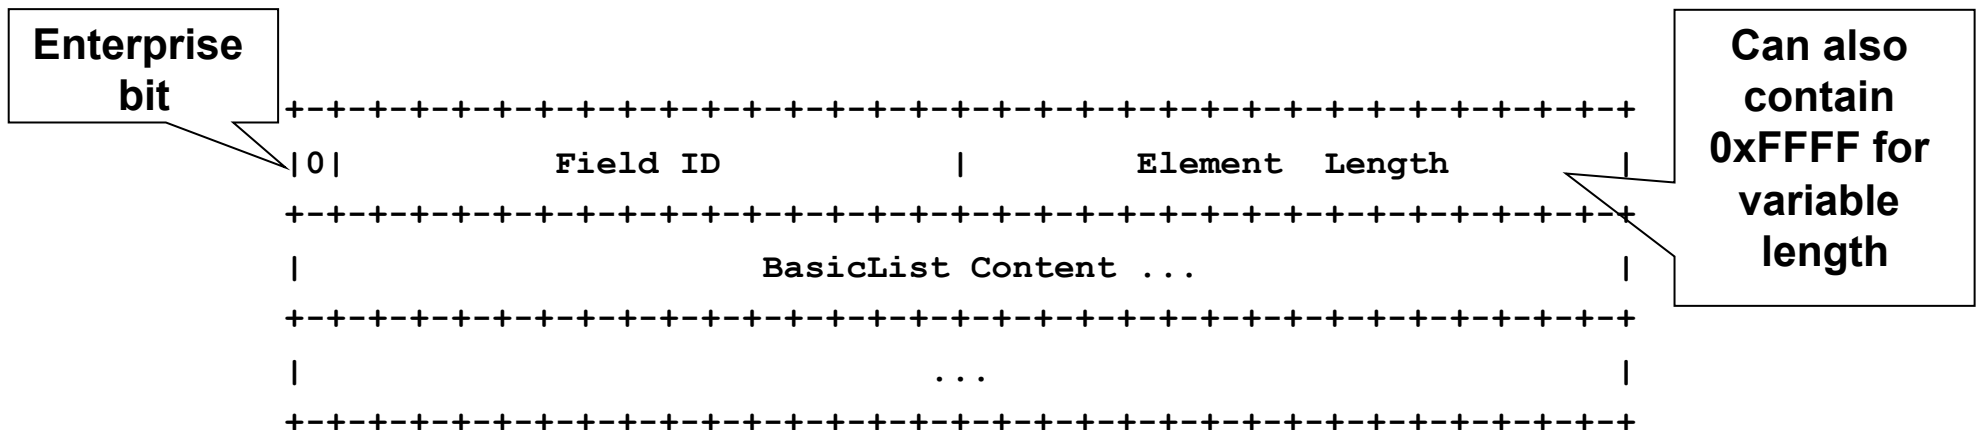 Enterprise
bit
+-+-+-+-+-+-+-+-+-+-+-+-+-+-+-+-+-+-+-+-+-+-+-+-+-+-+-+-+-+-+-+-+
|0| Field ID | Element Length |
+-+-+-+-+-+-+-+-+-+-+-+-+-+-+-+-+-+-+-+-+-+-+-+-+-+-+-+-+-+-+-+-+
| BasicList Content ... |
+-+-+-+-+-+-+-+-+-+-+-+-+-+-+-+-+-+-+-+-+-+-+-+-+-+-+-+-+-+-+-+-+
| ... |
+-+-+-+-+-+-+-+-+-+-+-+-+-+-+-+-+-+-+-+-+-+-+-+-+-+-+-+-+-+-+-+-+
Can also
contain
0xFFFF for
variable
length